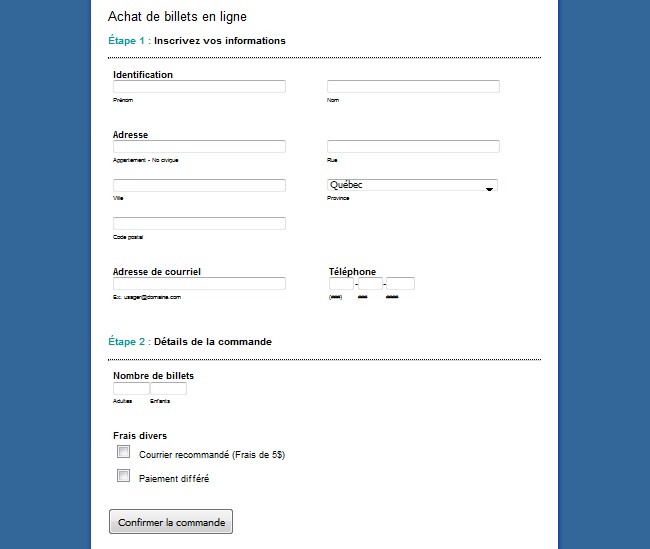 Achat de billets en ligne
Étape 1 : Inscrivez vos informations
Identification
Prénom Nom
Adresse
Appartement - No civique Rue
Québec
Ville Province
Code postal
Adresse de courriel Téléphone
- -
Ex: usager@domaine.com (###) ### ####
Étape 2 : Détails de la commande
Nombre de billets
Adultes Enfants
Frais divers
Courrier recommandé (Frais de 5$)
Paiement différé
Confirmer la commande